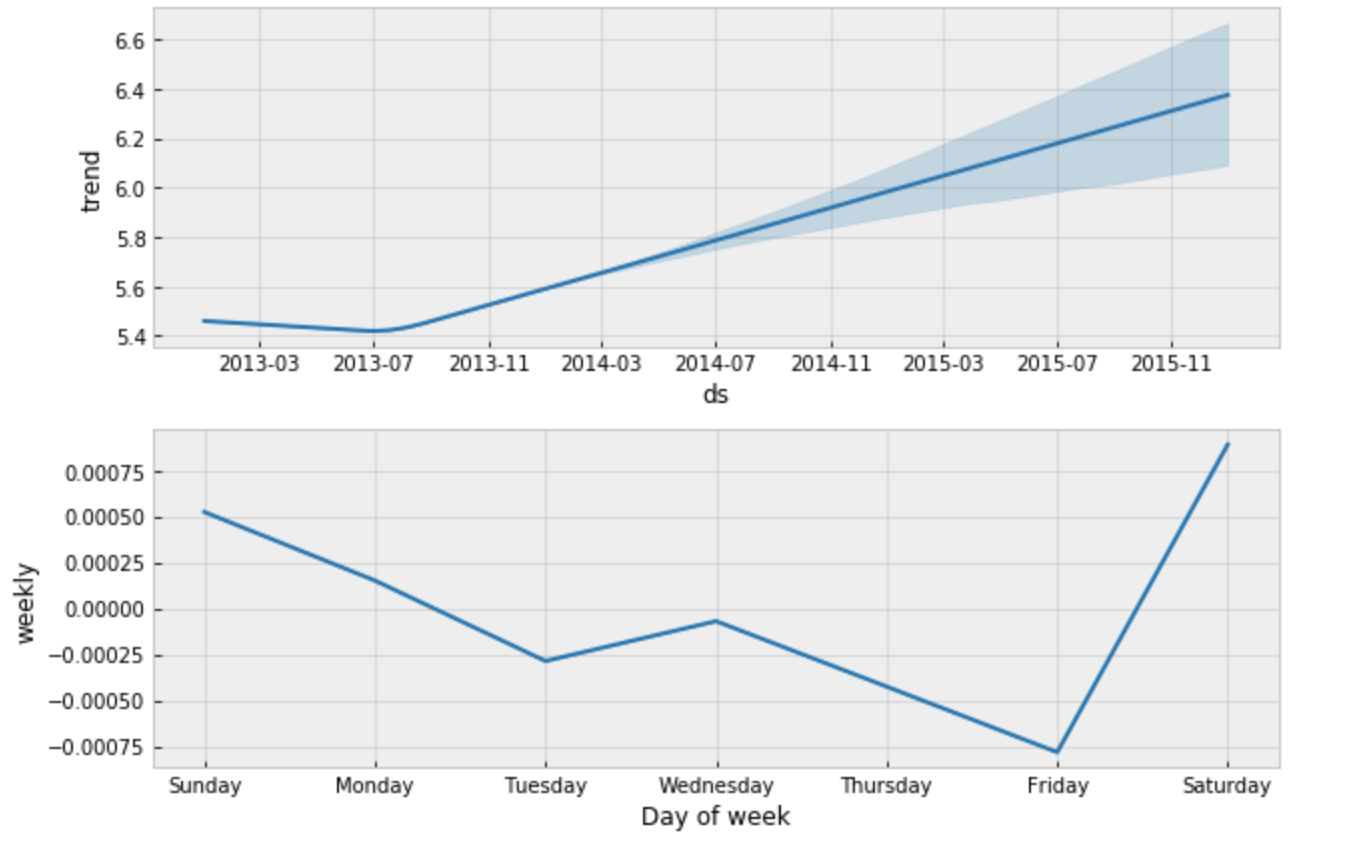 6.6
6.4
6.2
6.0
5.8
5.6
5.4
trend
2013-03 2013-07 2013-11 2014-03 2014-07 2014-11 2015-03 2015-07 2015-11
ds
0.00075
0.00050
0.00025
0.00000
−0.00025
−0.00050
−0.00075
weekly
Sunday Monday Tuesday Wednesday Thursday Friday Saturday
Day of week